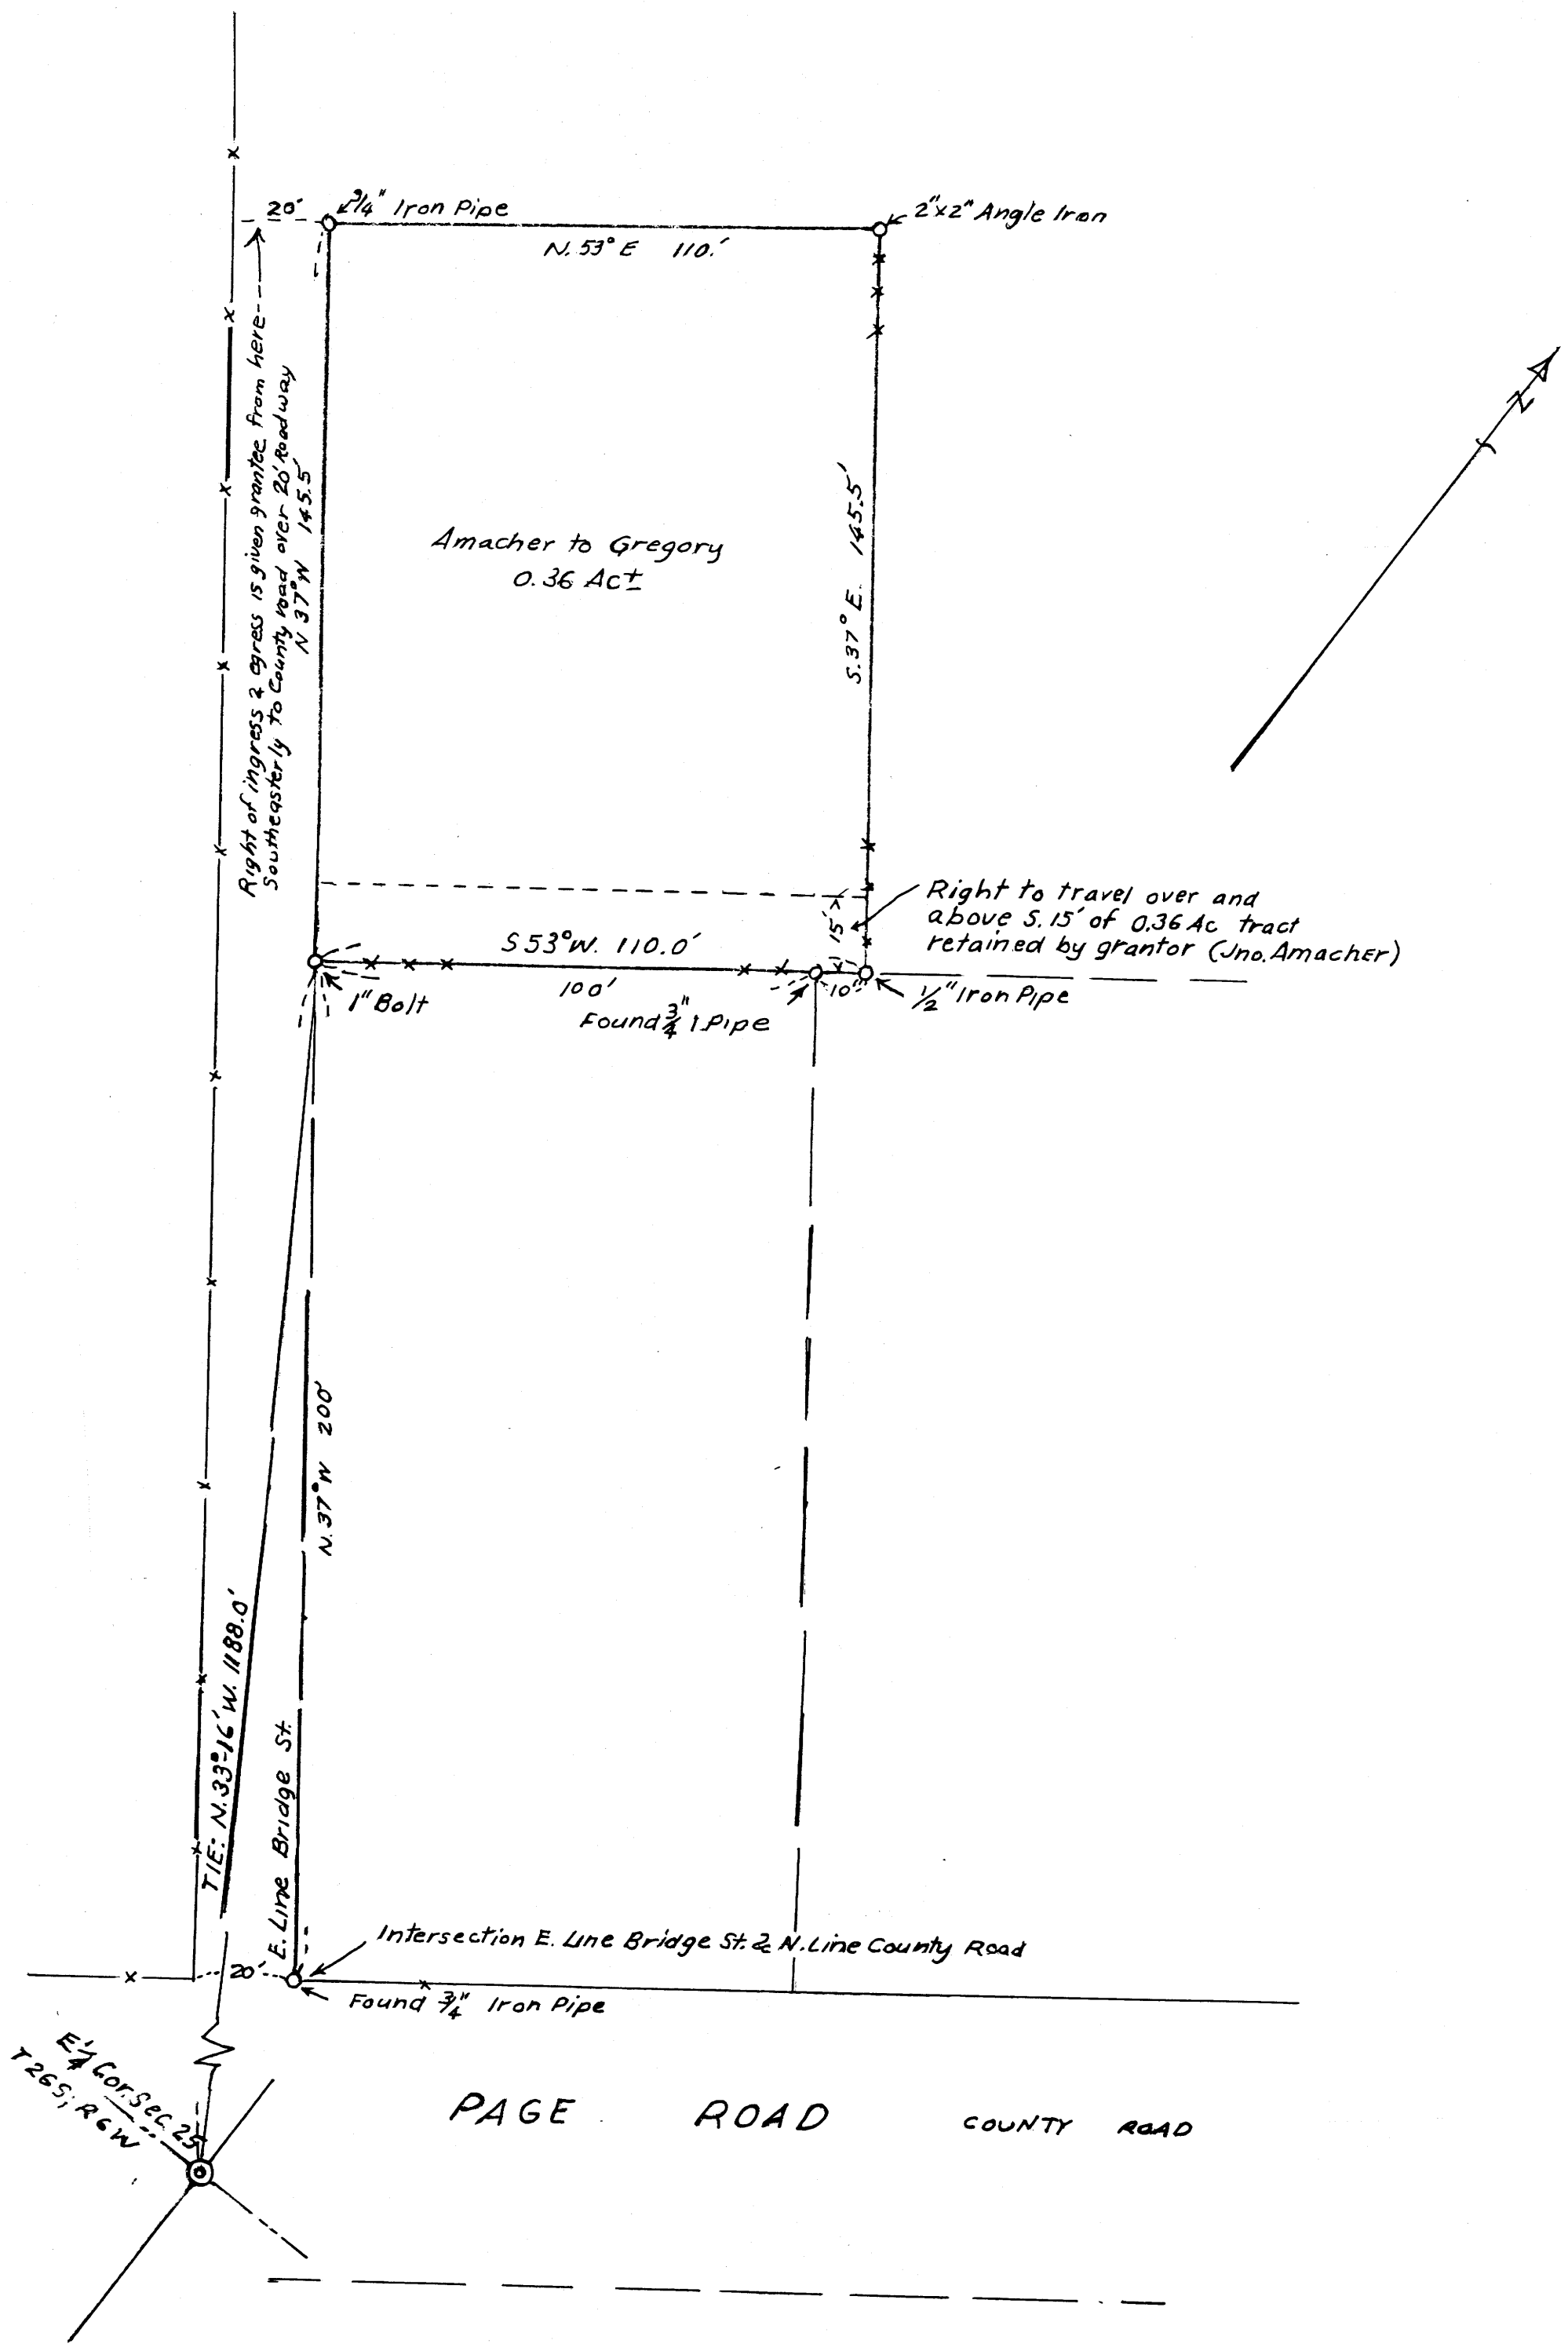 20'
3/4" Iron Pipe
2"x2" Angle Iron
N. 53° E 110.'
Right of ingress & egress is given grantee from here
Southeasterly to County road over 20' Roadway
N 37° W 145.5'
S. 37° E. 145.5'
Amacher to Gregory
0.36 Ac ±
Right to travel over and
above S. 15' of 0.36 Ac tract
retained by grantor (Jno. Amacher)
15'
S 53° W. 110.0'
100'
10"
1" Bolt
Found 3/4" I. Pipe
1/2" Iron Pipe
N. 37° W 200'
TIE: N. 33°-16' W. 1188.0'
E. Line Bridge St.
Intersection E. Line Bridge St. & N. Line County Road
20'
Found 3/4" Iron Pipe
E 1/4 Cor. Sec. 25
T26S; R6W
PAGE ROAD COUNTY ROAD
N